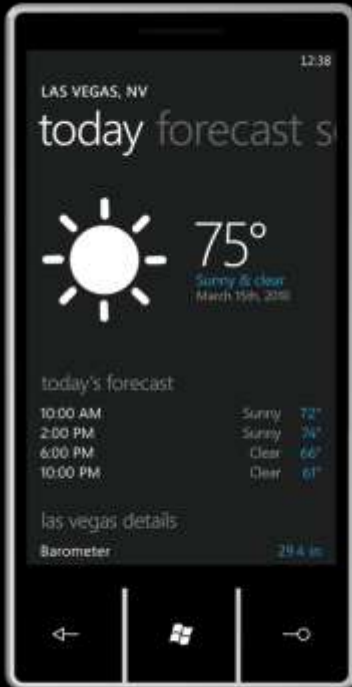 12:38
LAS VEGAS, NV
today forecast s
75°
Sunny & clear
March 15th, 2010
today's forecast
10:00 AM Sunny 72°
2:00 PM Sunny 74°
6:00 PM Clear 66°
10:00 PM Clear 61°
las vegas details
Barometer 29.4 in